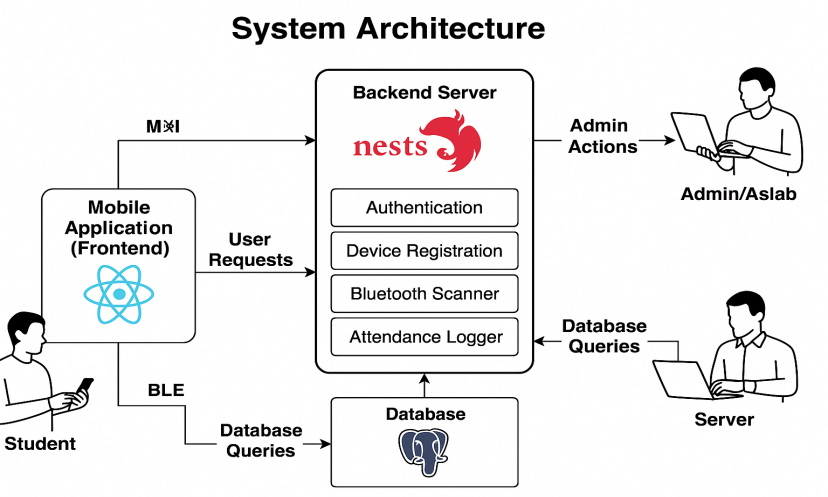 System Architecture
Backend Server
nests
Authentication
Device Registration
Bluetooth Scanner
Attendance Logger
Mobile
Application
(Frontend)
User
Requests
BLE
Database
Queries
Database
Admin
Actions
Admin/Aslab
Database
Queries
Server
Student